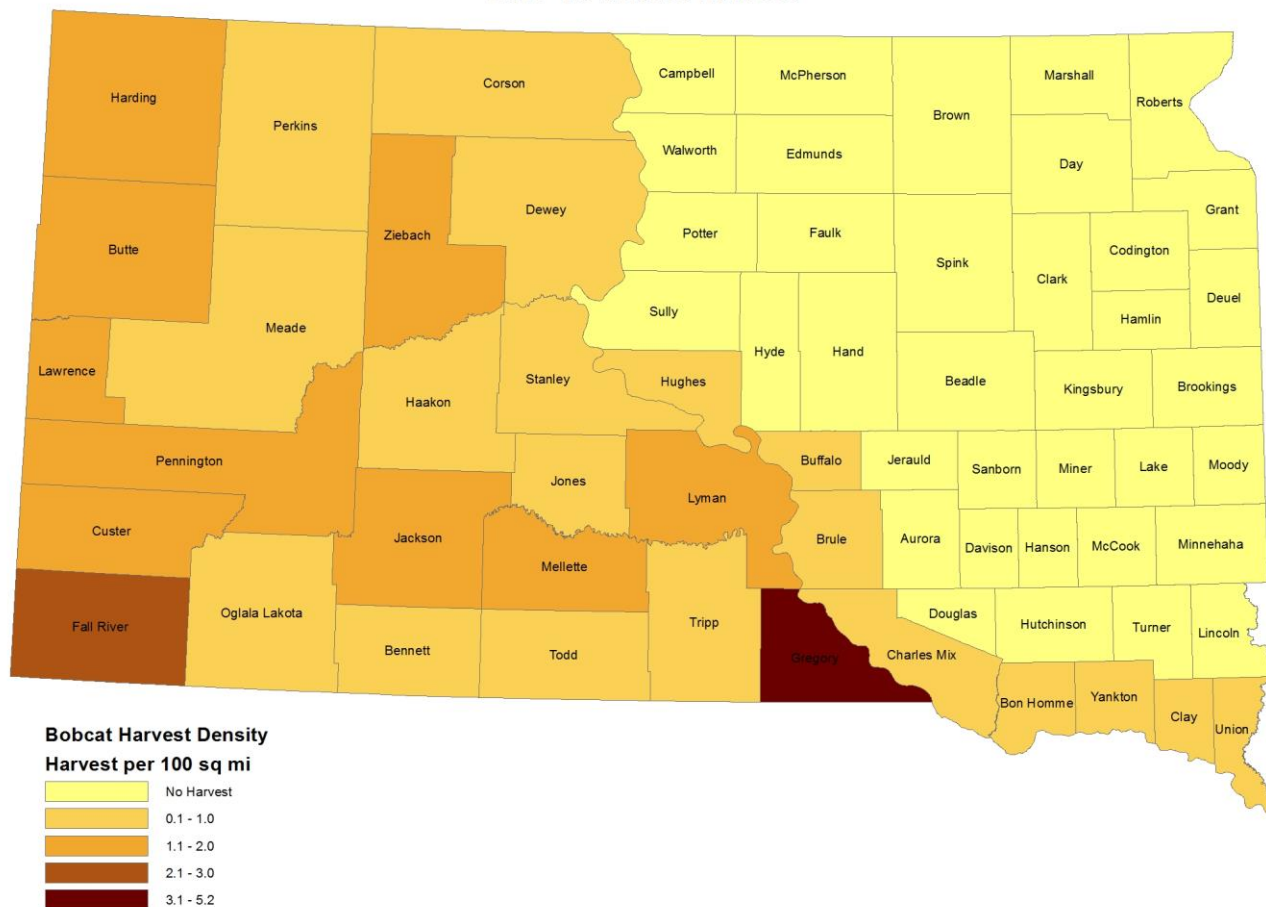 Campbell
McPherson
Marshall
Corson
Harding
Roberts
Brown
Perkins
Walworth
Edmunds
Day
Dewey
Grant
Ziebach
Potter
Faulk
Butte
Codington
Spink
Clark
Deuel
Sully
Hamlin
Meade
Hyde
Hand
Lawrence
Stanley
Hughes
Beadle
Kingsbury
Brookings
Haakon
Pennington
Buffalo
Jerauld
Sanborn
Miner
Lake
Moody
Jones
Lyman
Custer
Jackson
Brule
Aurora
Davison
Hanson
McCook
Minnehaha
Mellette
Oglala Lakota
Douglas
Fall River
Tripp
Hutchinson
Turner
Lincoln
Bennett
Todd
Gregory
Charles Mix
Bon Homme
Yankton
Clay
Union
Bobcat Harvest Density
Harvest per 100 sq mi
No Harvest
0.1 - 1.0
1.1 - 2.0
2.1 - 3.0
3.1 - 5.2